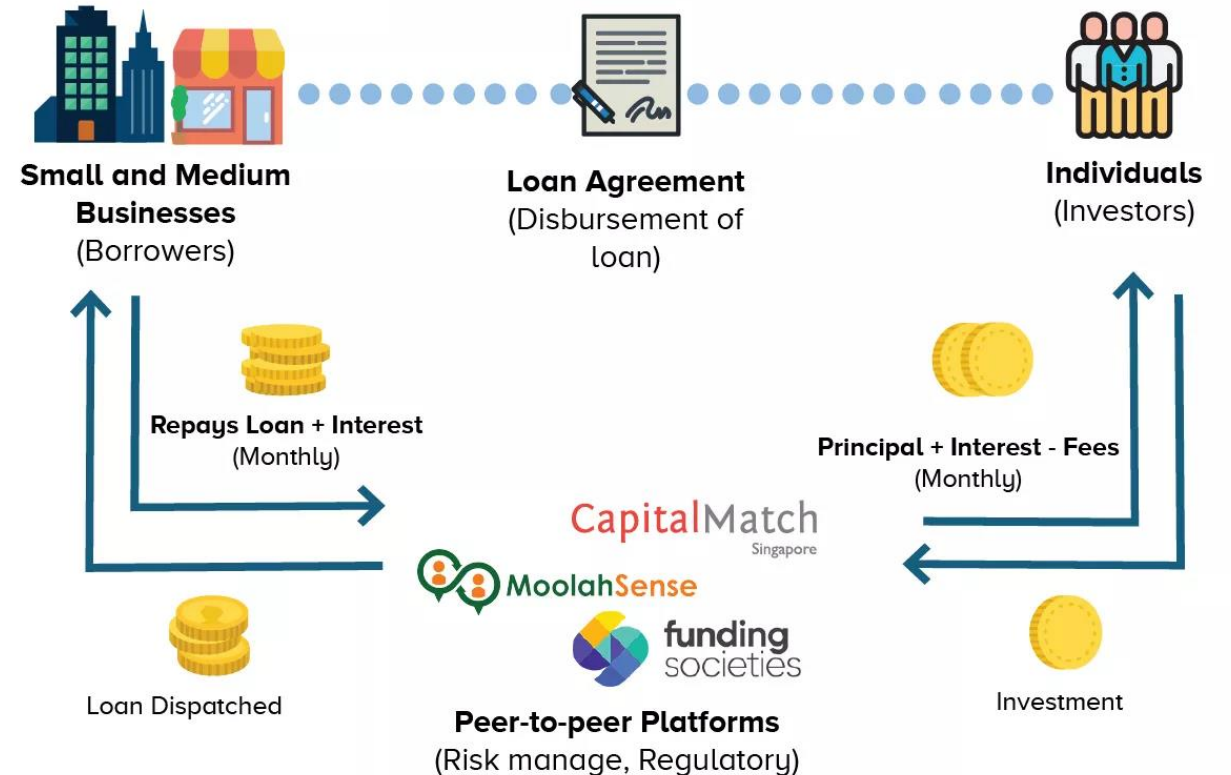 Small and Medium
Businesses
(Borrowers)
Loan Agreement
(Disbursement of
loan)
Individuals
(Investors)
Repays Loan + Interest
(Monthly)
Principal + Interest - Fees
(Monthly)
CapitalMatch
Singapore
MoolahSense
funding
societies
Loan Dispatched
Investment
Peer-to-peer Platforms
(Risk manage, Regulatory)